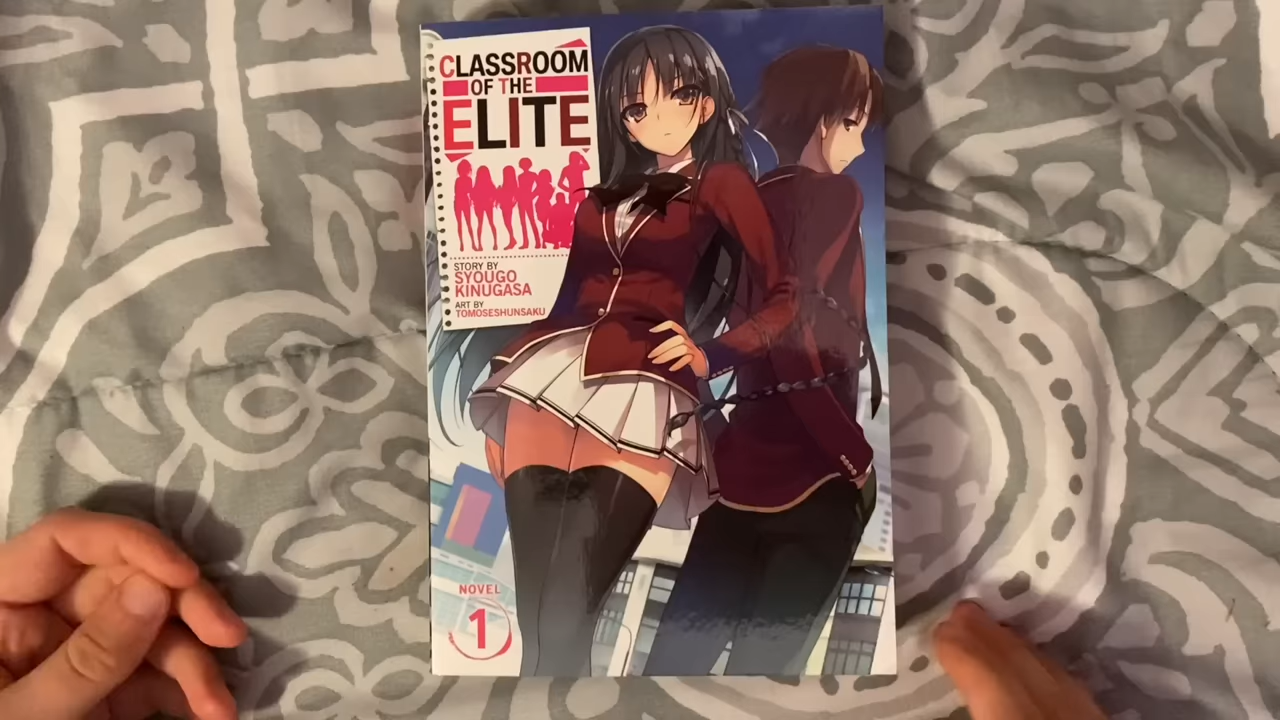 CLASSROOM
OF THE
ELITE
STORY BY
SYOUGO
KINUGASA
ART BY
TOMOSESHUNSAKU
NOVEL
1